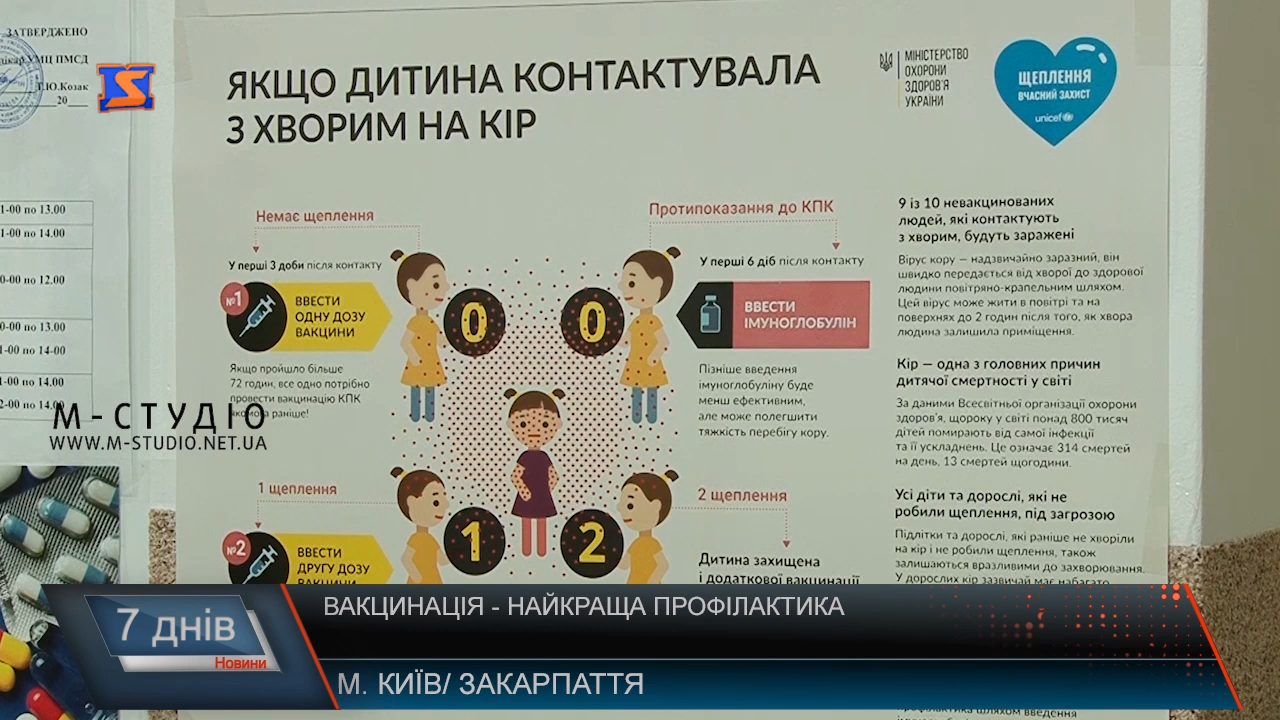 ЗАТВЕРДЖЕНО
УМЦ ПМСД
Т.Ю.Козак
20
1-00 по 13.00
1-00 по 14.00
0-00 по 12.00
0-00 по 13.00
1-00 по 14-00
1-00 по 14.00
2-00 по 14.00
ЯКЩО ДИТИНА КОНТАКТУВАЛА
З ХВОРИМ НА КІР
МІНІСТЕРСТВО
ОХОРОНИ
ЗДОРОВ'Я
УКРАЇНИ
ЩЕПЛЕННЯ
ВЧАСНИЙ ЗАХИСТ
unicef
Немає щеплення
У перші 3 доби після контакту
№1
ВВЕСТИ
ОДНУ ДОЗУ
ВАКЦИНИ
Якщо пройшло більше
72 годин, все одно потрібно
провести вакцинацію КПК
якомога раніше!
0
0
Протипоказання до КПК
У перші 6 діб після контакту
ВВЕСТИ
ІМУНОГЛОБУЛІН
Пізніше введення
імуноглобуліну буде
менш ефективним,
але може полегшити
тяжкість перебігу кору.
1 щеплення
№2
ВВЕСТИ
ДРУГУ ДОЗУ
ВАКЦИНИ
1
2
2 щеплення
Дитина захищена
і додаткової вакцинації
9 із 10 невакцинованих
людей, які контактують
з хворим, будуть заражені
Вірус кору — надзвичайно заразний, він
швидко передається від хворої до здорової
людини повітряно-крапельним шляхом.
Цей вірус може жити в повітрі та на
поверхнях до 2 годин після того, як хвора
людина залишила приміщення.
Кір — одна з головних причин
дитячої смертності у світі
За даними Всесвітньої організації охорони
здоров'я, щороку у світі понад 800 тисяч
дітей помирають від самої інфекції
та її ускладнень. Це означає 314 смертей
на день, 13 смертей щогодини.
Усі діти та дорослі, які не
робили щеплення, під загрозою
Підлітки та дорослі, які раніше не хворіли
на кір і не робили щеплення, також
залишаються вразливими до захворювання.
У дорослих кір зазвичай має набагато
М-СТУДІО
WWW.M-STUDIO.NET.UA
7 днів
Новини
ВАКЦИНАЦІЯ - НАЙКРАЩА ПРОФІЛАКТИКА
М. КИЇВ/ ЗАКАРПАТТЯ